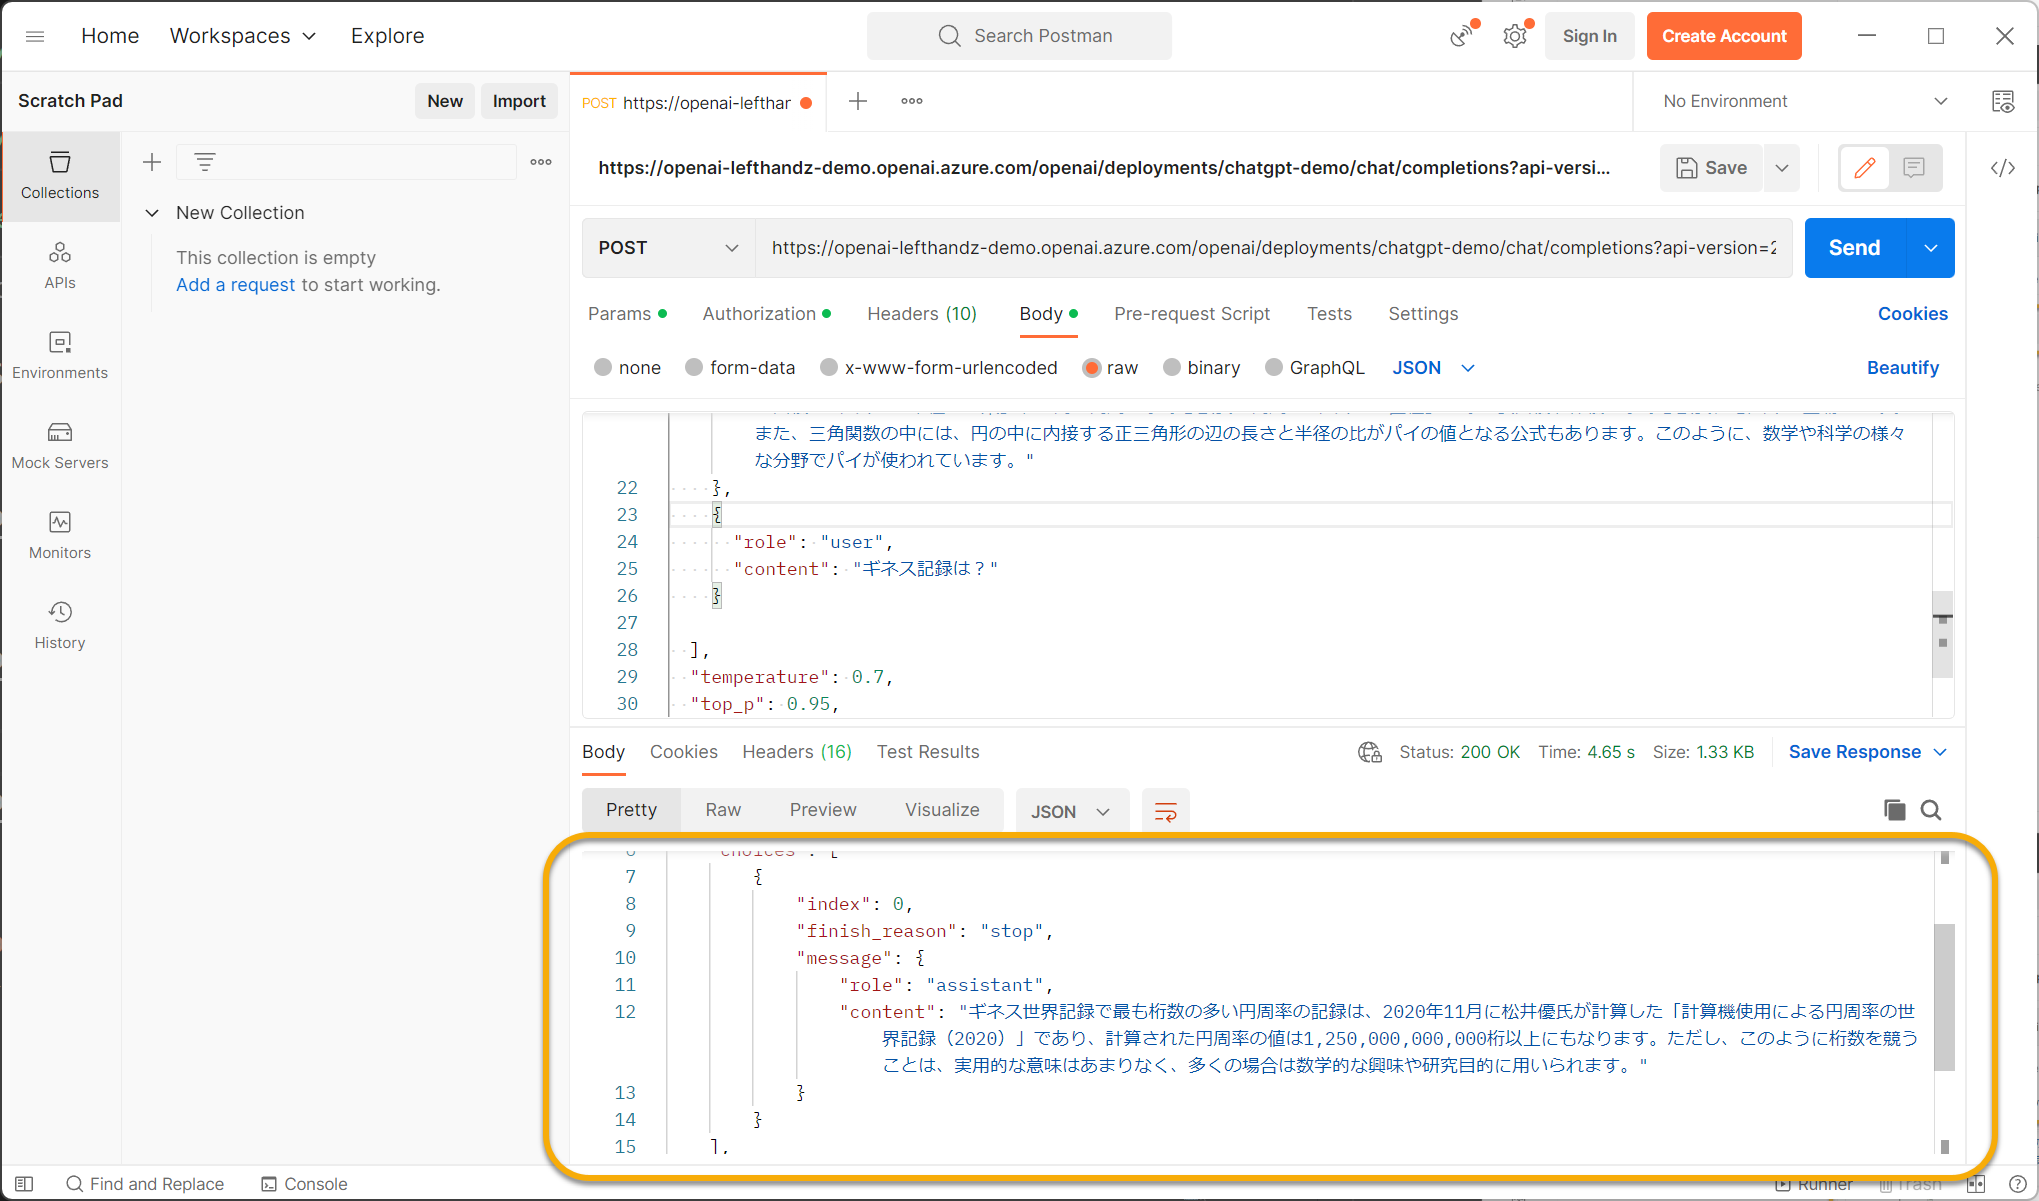 Home Workspaces Explore Search Postman Sign In Create Account
Scratch Pad New Import POST https://openai-lefthar No Environment
https://openai-lefthandz-demo.openai.azure.com/openai/deployments/chatgpt-demo/chat/completions?api-versi... Save
Collections
APIs
Environments
Mock Servers
Monitors
History
New Collection
This collection is empty
Add a request to start working.
POST https://openai-lefthandz-demo.openai.azure.com/openai/deployments/chatgpt-demo/chat/completions?api-version=2 Send
Params Authorization Headers (10) Body Pre-request Script Tests Settings Cookies
none form-data x-www-form-urlencoded raw binary GraphQL JSON Beautify
また、三角関数の中には、円の中に内接する正三角形の辺の長さと半径の比がパイの値となる公式もあります。このように、数学や科学の様々
な分野でパイが使われています。"
22 },
23 {
24 "role": "user",
25 "content": "ギネス記録は？"
26 }
27
28 ],
29 "temperature": 0.7,
30 "top_p": 0.95,
Body Cookies Headers (16) Test Results Status: 200 OK Time: 4.65 s Size: 1.33 KB Save Response
Pretty Raw Preview Visualize JSON
6 "choices": [
7 {
8 "index": 0,
9 "finish_reason": "stop",
10 "message": {
11 "role": "assistant",
12 "content": "ギネス世界記録で最も桁数の多い円周率の記録は、2020年11月に松井優氏が計算した「計算機使用による円周率の世
界記録（2020）」であり、計算された円周率の値は1,250,000,000,000桁以上にもなります。ただし、このように桁数を競う
ことは、実用的な意味はあまりなく、多くの場合は数学的な興味や研究目的に用いられます。"
13 }
14 }
15 ],
Find and Replace Console Runner Trash